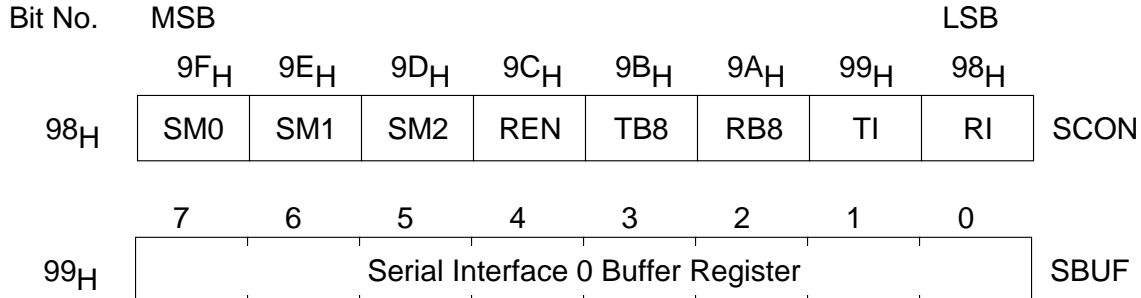 Bit No. MSB LSB
9FH 9EH 9DH 9CH 9BH 9AH 99H 98H
98H SM0 SM1 SM2 REN TB8 RB8 TI RI SCON
7 6 5 4 3 2 1 0
99H Serial Interface 0 Buffer Register SBUF